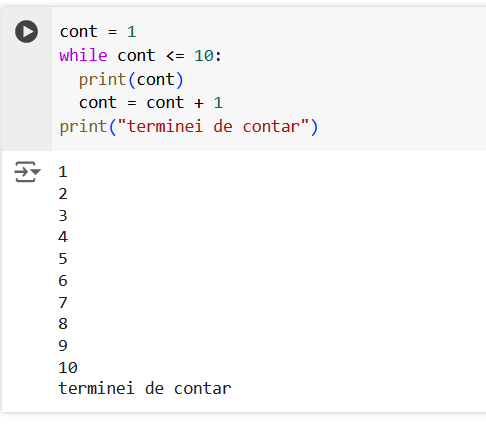 cont = 1
while cont <= 10:
  print(cont)
  cont = cont + 1
print("terminei de contar")
1
2
3
4
5
6
7
8
9
10
terminei de contar